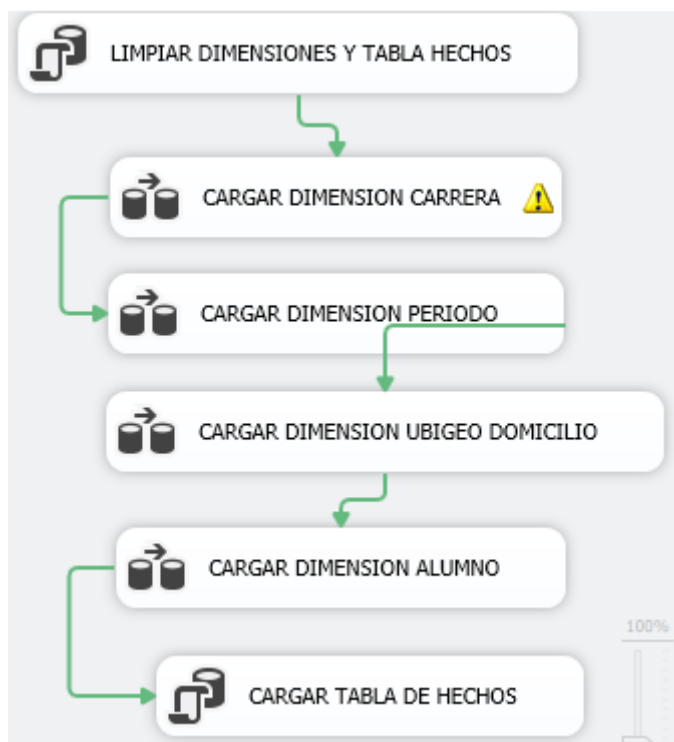 LIMPIAR DIMENSIONES Y TABLA HECHOS
CARGAR DIMENSION CARRERA
CARGAR DIMENSION PERIODO
CARGAR DIMENSION UBIGEO DOMICILIO
CARGAR DIMENSION ALUMNO
100%
CARGAR TABLA DE HECHOS